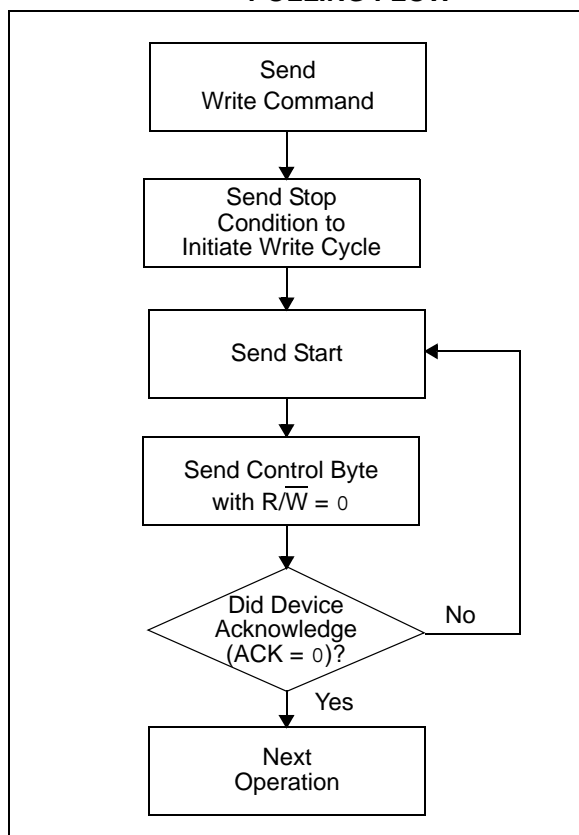 Send
Write Command
Send Stop
Condition to
Initiate Write Cycle
Send Start
Send Control Byte
with R/W̅ = 0
Did Device
Acknowledge
(ACK = 0)?
No
Yes
Next
Operation